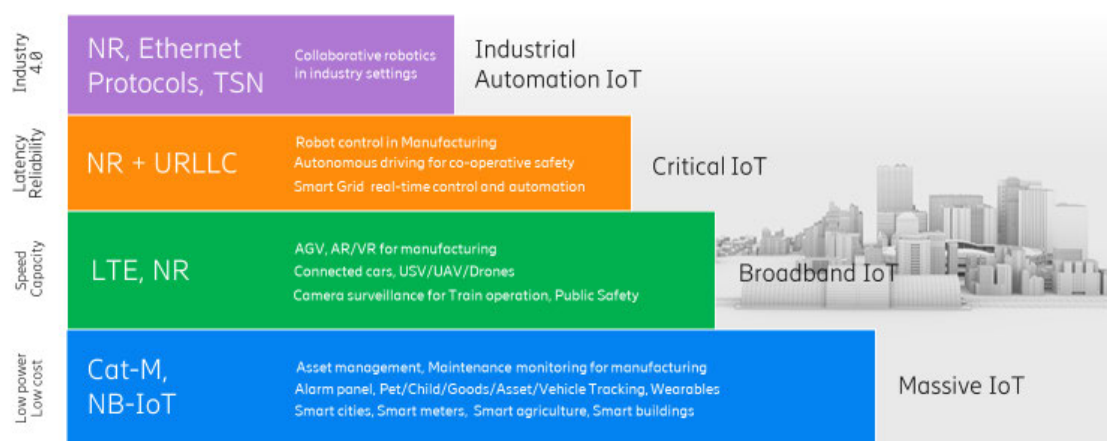 Industry
4.0
NR, Ethernet
Protocols, TSN
Collaborative robotics
in industry settings
Industrial
Automation IoT
Latency
Reliability
NR + URLLC
Robot control in Manufacturing
Autonomous driving for co-operative safety
Smart Grid real-time control and automation
Critical IoT
Speed
Capacity
LTE, NR
AGV, AR/VR for manufacturing
Connected cars, USV/UAV/Drones
Camera surveillance for Train operation, Public Safety
Broadband IoT
Low power
Low cost
Cat-M,
NB-IoT
Asset management, Maintenance monitoring for manufacturing
Alarm panel, Pet/Child/Goods/Asset/Vehicle Tracking, Wearables
Smart cities, Smart meters, Smart agriculture, Smart buildings
Massive IoT